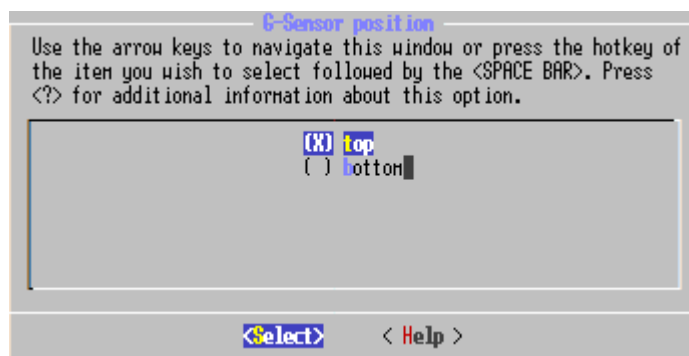 G-Sensor position
Use the arrow keys to navigate this window or press the hotkey of
the item you wish to select followed by the <SPACE BAR>. Press
<?> for additional information about this option.
(X) top
( ) bottom
<Select> < Help >